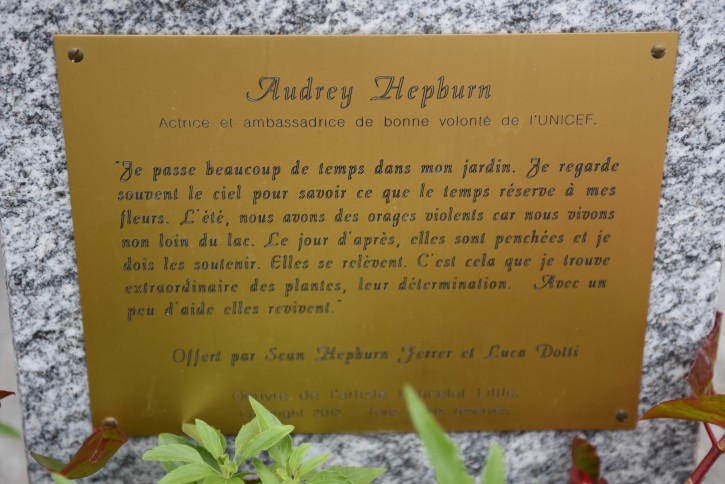 Audrey Hepburn
Actrice et ambassadrice de bonne volonté de l'UNICEF.
"Je passe beaucoup de temps dans mon jardin. Je regarde
souvent le ciel pour savoir ce que le temps réserve à mes
fleurs. L'été, nous avons des orages violents car nous vivons
non loin du lac. Le jour d'après, elles sont penchées et je
dois les soutenir. Elles se relèvent. C'est cela que je trouve
extraordinaire des plantes, leur détermination. Avec un
peu d'aide elles revivent."
Offert par Sean Hepburn Ferrer et Luca Dotti
Oeuvre de l'artiste